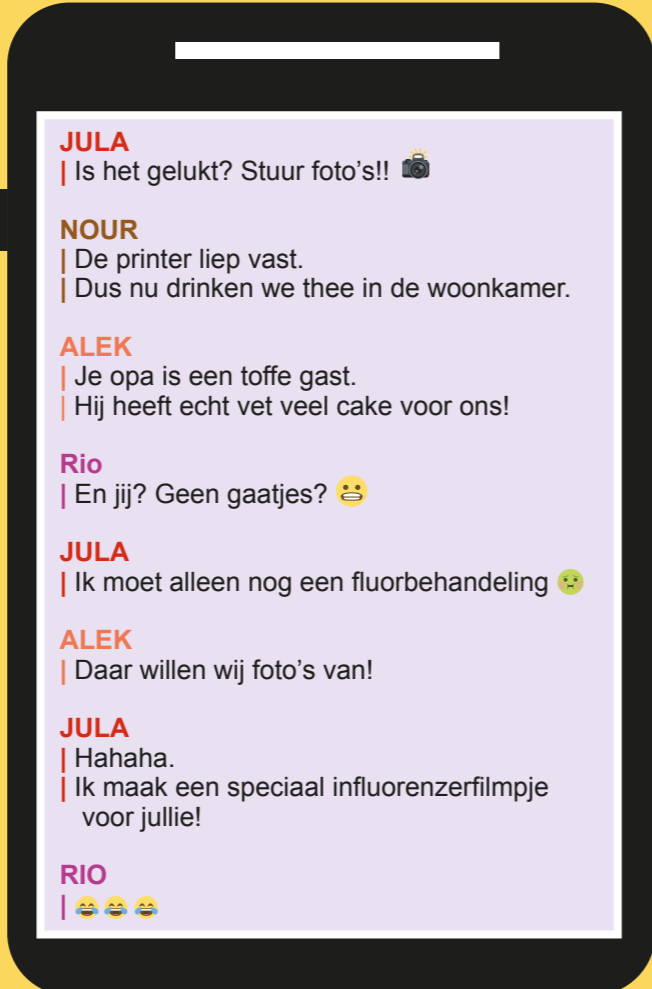 JULA
| Is het gelukt? Stuur foto’s!! 📷
NOUR
| De printer liep vast.
| Dus nu drinken we thee in de woonkamer.
ALEK
| Je opa is een toffe gast.
| Hij heeft echt vet veel cake voor ons!
Rio
| En jij? Geen gaatjes? 😬
JULA
| Ik moet alleen nog een fluorbehandeling 🤢
ALEK
| Daar willen wij foto’s van!
JULA
| Hahaha.
| Ik maak een speciaal influorenzerfilmpje
voor jullie!
RIO
| 😂😂😂